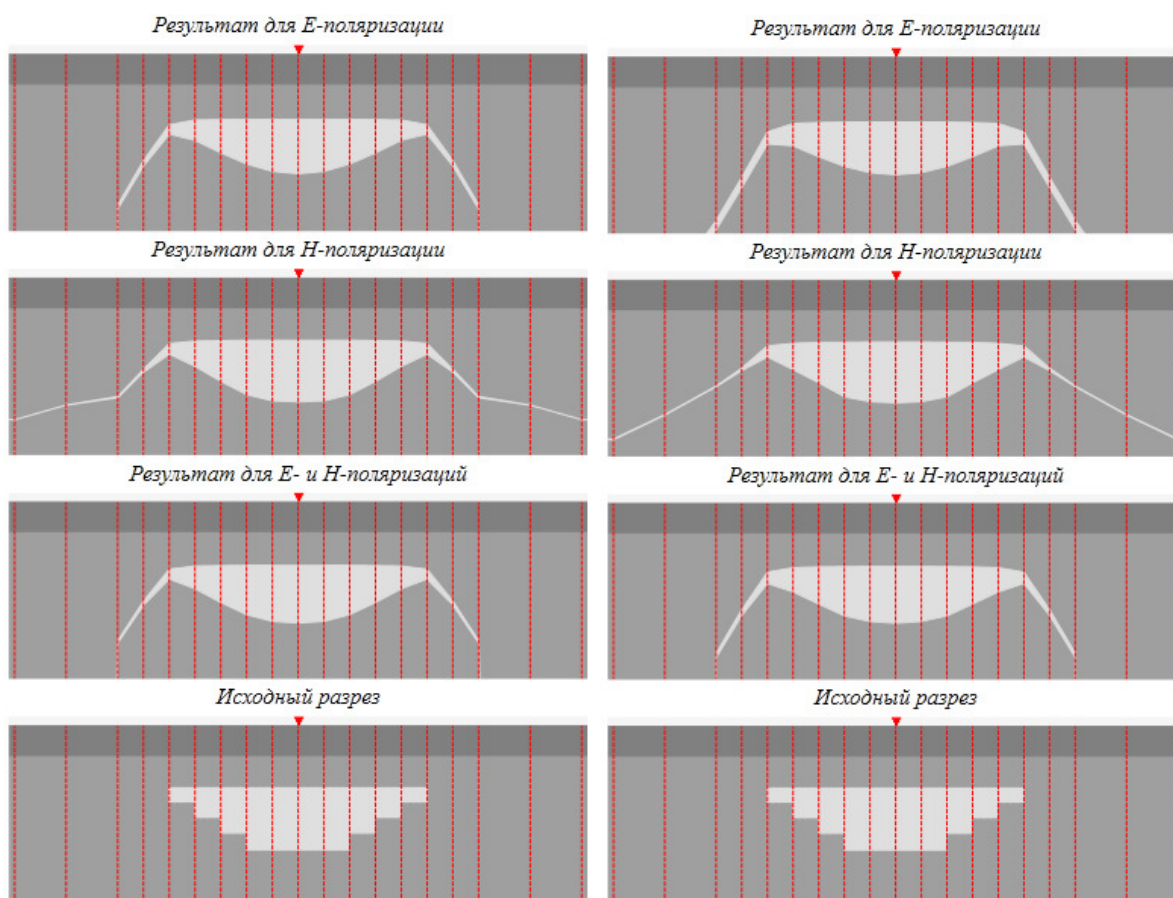 Результат для E-поляризации
Результат для E-поляризации
Результат для H-поляризации
Результат для H-поляризации
Результат для E- и H-поляризаций
Результат для E- и H-поляризаций
Исходный разрез
Исходный разрез